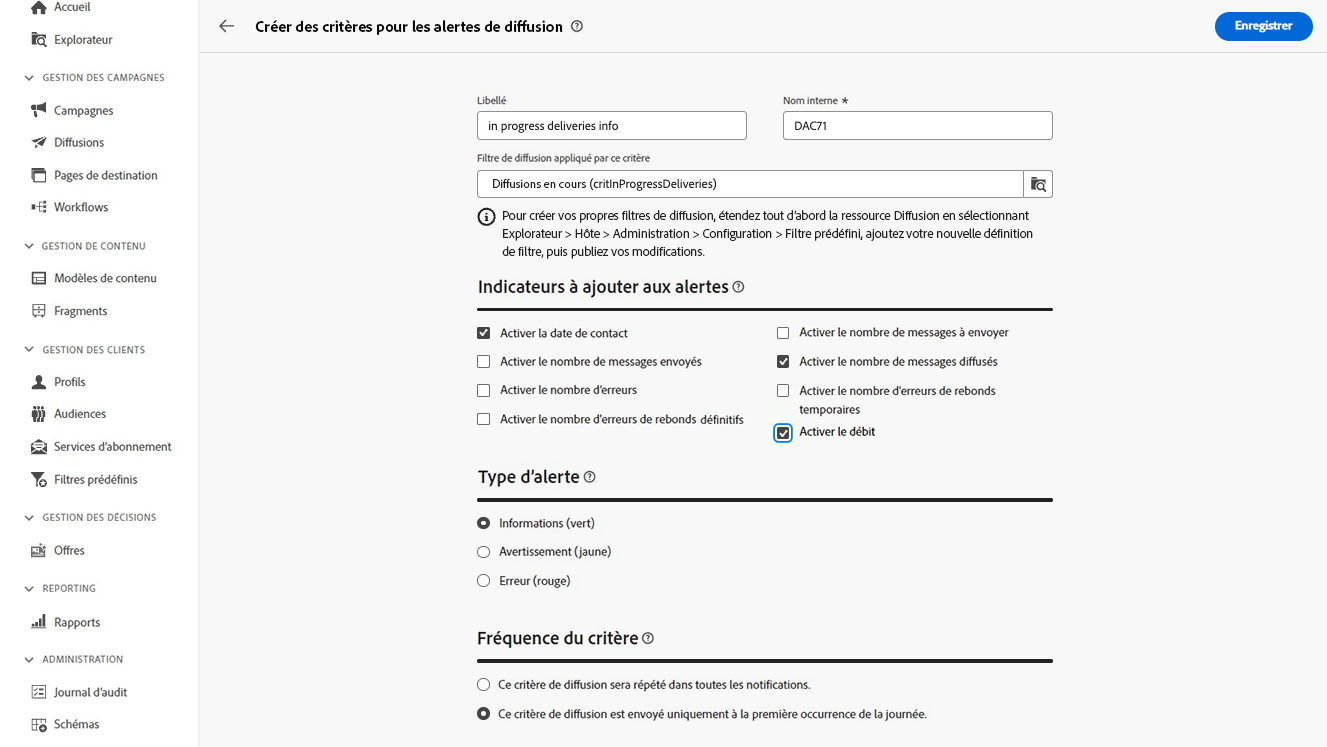 Accueil
Explorateur
GESTION DES CAMPAGNES
Campagnes
Diffusions
Pages de destination
Workflows
GESTION DE CONTENU
Modèles de contenu
Fragments
GESTION DES CLIENTS
Profils
Audiences
Services d'abonnement
Filtres prédéfinis
GESTION DES DÉCISIONS
Offres
REPORTING
Rapports
ADMINISTRATION
Journal d'audit
Schémas
Créer des critères pour les alertes de diffusion
Enregistrer
Libellé
in progress deliveries info
Nom interne *
DAC71
Filtre de diffusion appliqué par ce critère
Diffusions en cours (critInProgressDeliveries)
Pour créer vos propres filtres de diffusion, étendez tout d'abord la ressource Diffusion en sélectionnant
Explorateur > Hôte > Administration > Configuration > Filtre prédéfini, ajoutez votre nouvelle définition
de filtre, puis publiez vos modifications.
Indicateurs à ajouter aux alertes
Activer la date de contact
Activer le nombre de messages envoyés
Activer le nombre d'erreurs
Activer le nombre d'erreurs de rebonds définitifs
Activer le nombre de messages à envoyer
Activer le nombre de messages diffusés
Activer le nombre d'erreurs de rebonds
temporaires
Activer le débit
Type d'alerte
Informations (vert)
Avertissement (jaune)
Erreur (rouge)
Fréquence du critère
Ce critère de diffusion sera répété dans toutes les notifications.
Ce critère de diffusion est envoyé uniquement à la première occurrence de la journée.